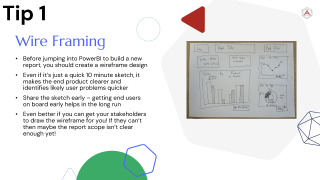 Tip 1
Wire Framing
• Before jumping into PowerBI to build a new
report, you should create a wireframe design
• Even if it's just a quick 10 minute sketch, it
makes the end product clearer and
identifies likely user problems quicker
• Share the sketch early – getting end users
on board early helps in the long run
• Even better if you can get your stakeholders
to draw the wireframe for you! If they can't
then maybe the report scope isn't clear
enough yet!